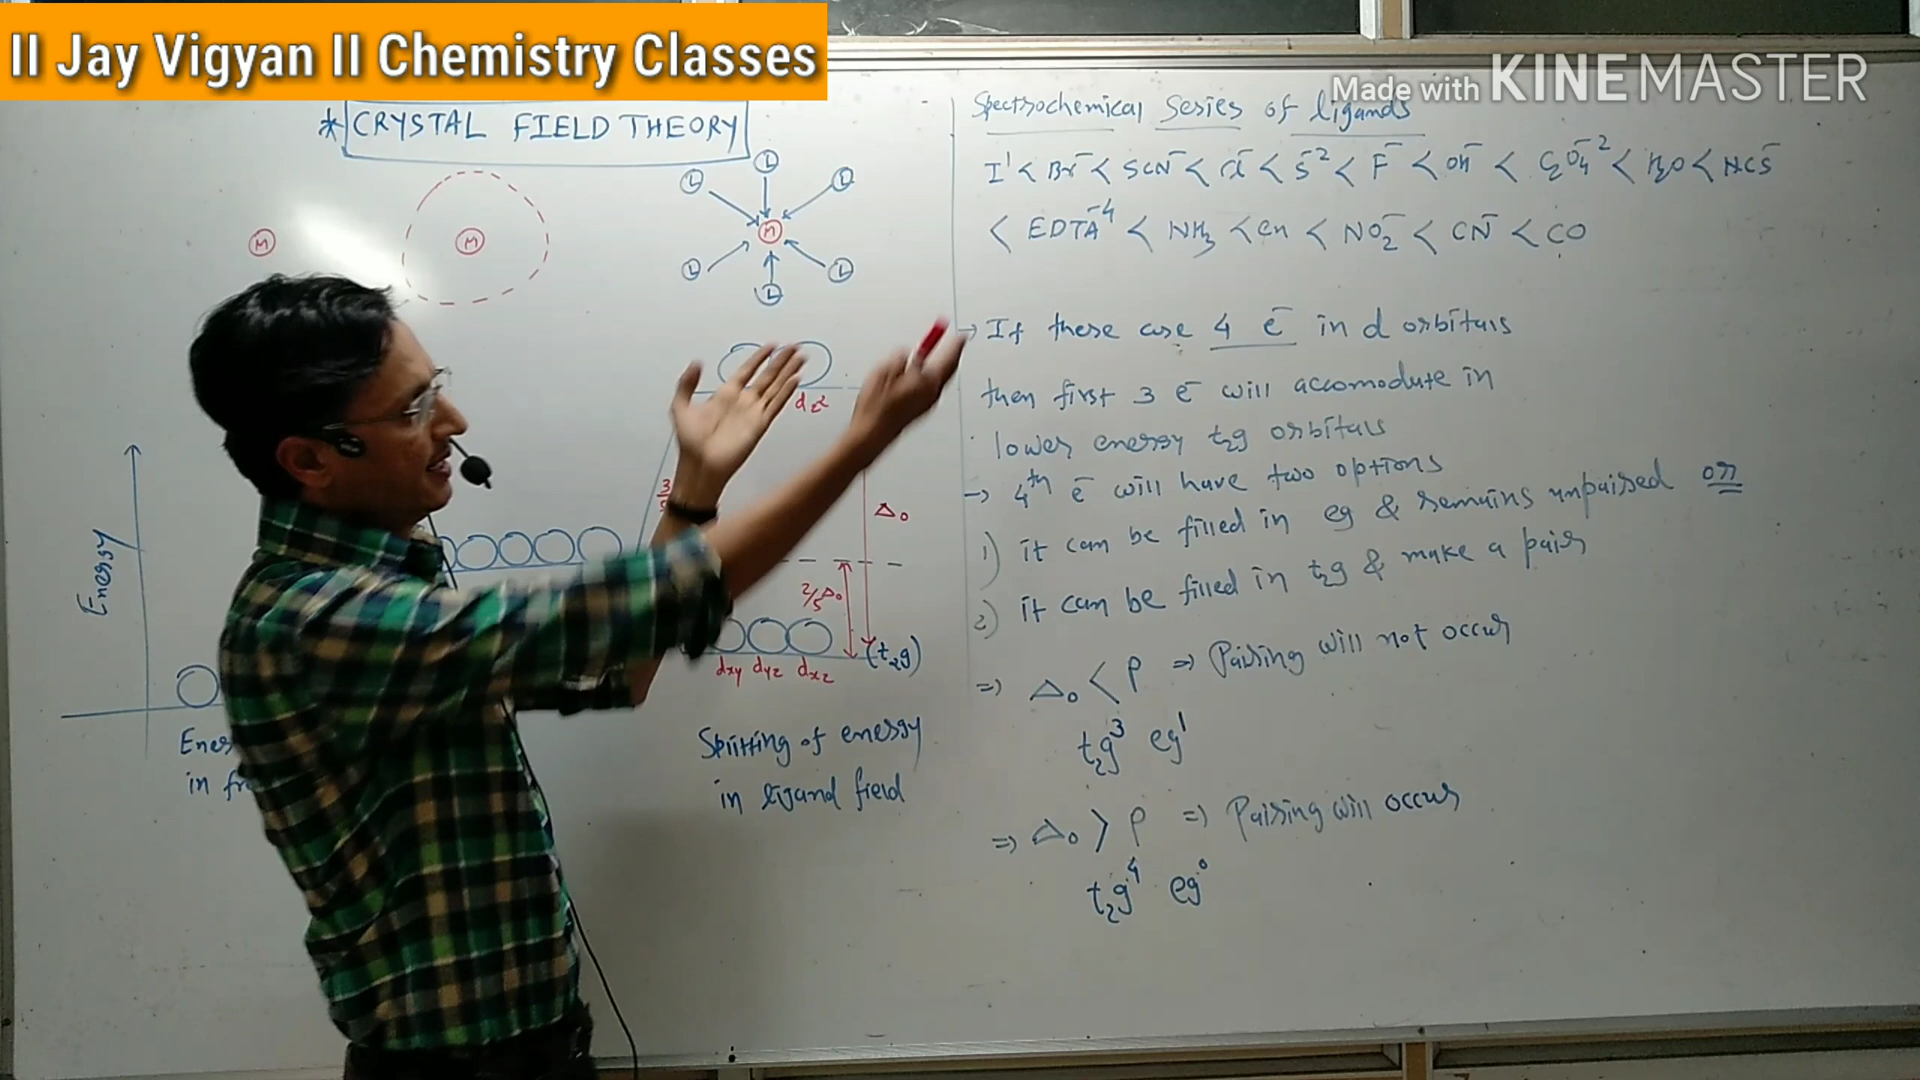 II Jay Vigyan II Chemistry Classes
Made with KINEMASTER
* CRYSTAL FIELD THEORY
L
L L
M M M
L L
L
Energy
dz²
3
Δ₀
2/5 Δ₀
dxy dyz dxz (t₂g)
in
Splitting of energy
in ligand field
Spectrochemical Series of ligands
I⁻ < Br⁻ < SCN⁻ < Cl⁻ < S⁻² < F⁻ < OH⁻ < C₂O₄⁻² < H₂O < NCS⁻
< EDTA⁻⁴ < NH₃ < en < NO₂⁻ < CN⁻ < CO
→ If there are 4 e⁻ in d orbitals
then first 3 e⁻ will accomodate in
lower energy t₂g orbitals
→ 4th e⁻ will have two options
1) it can be filled in eg & remains unpaired or
2) it can be filled in t₂g & make a pair
⇒ Δ₀ < P ⇒ Pairing will not occur
t₂g³ eg¹
⇒ Δ₀ > P ⇒ Pairing will occur
t₂g⁴ eg⁰